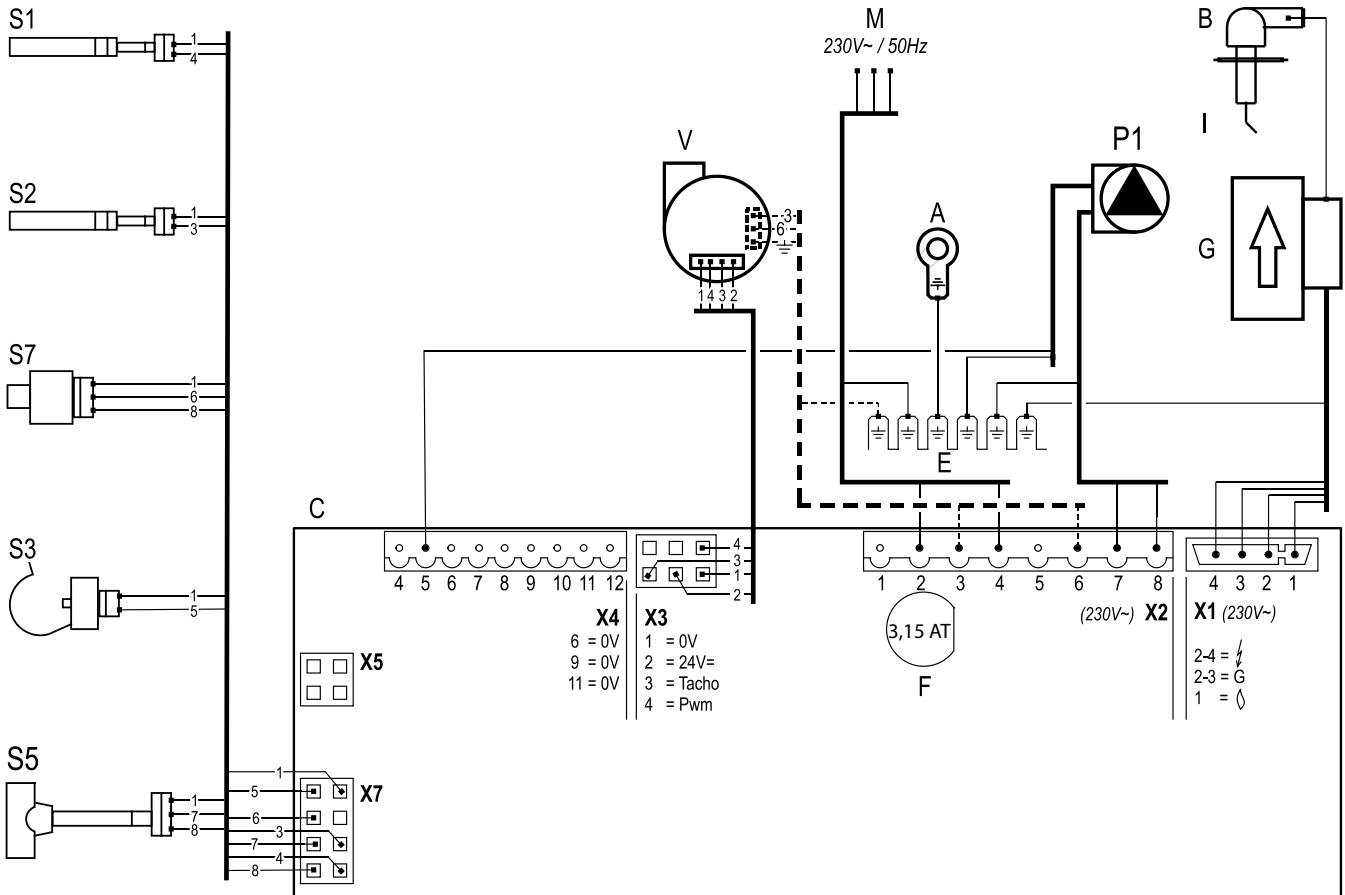 S1
1
4
S2
1
3
S7
1
6
8
S3
1
5
S5
1
7
8
M
230V~ / 50Hz
V
3
6
1 4 3 2
A
P1
B
I
G
E
C
4 5 6 7 8 9 10 11 12
X4
6 = 0V
9 = 0V
11 = 0V
4
3
1
2
X3
1 = 0V
2 = 24V=
3 = Tacho
4 = Pwm
1 2 3 4 5 6 7 8
(230V~) X2
3,15 AT
F
4 3 2 1
X1 (230V~)
2-4 =
2-3 = G
1 =
X5
X7
1
5
6
3
7
4
8